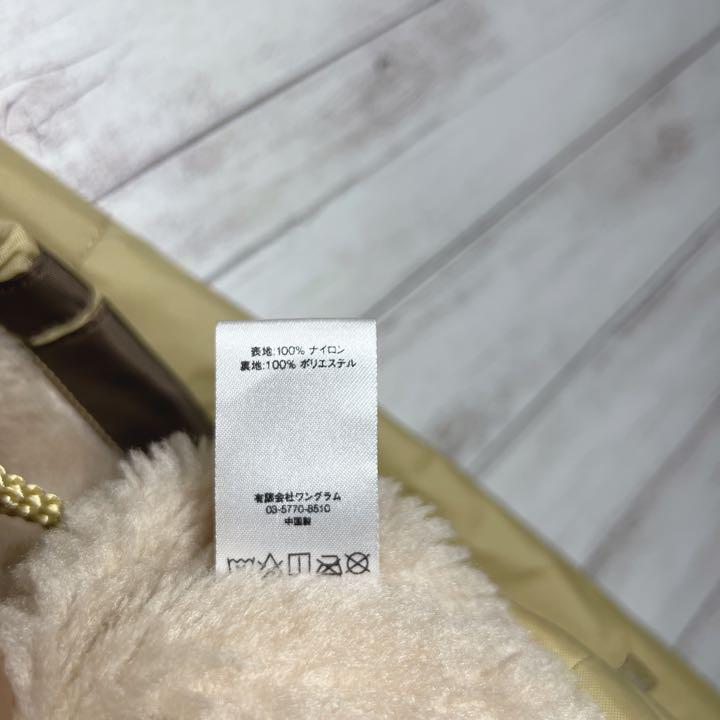 表地:100% ナイロン
裏地:100% ポリエステル
有限会社ワングラム
03-5770-8510
中国製